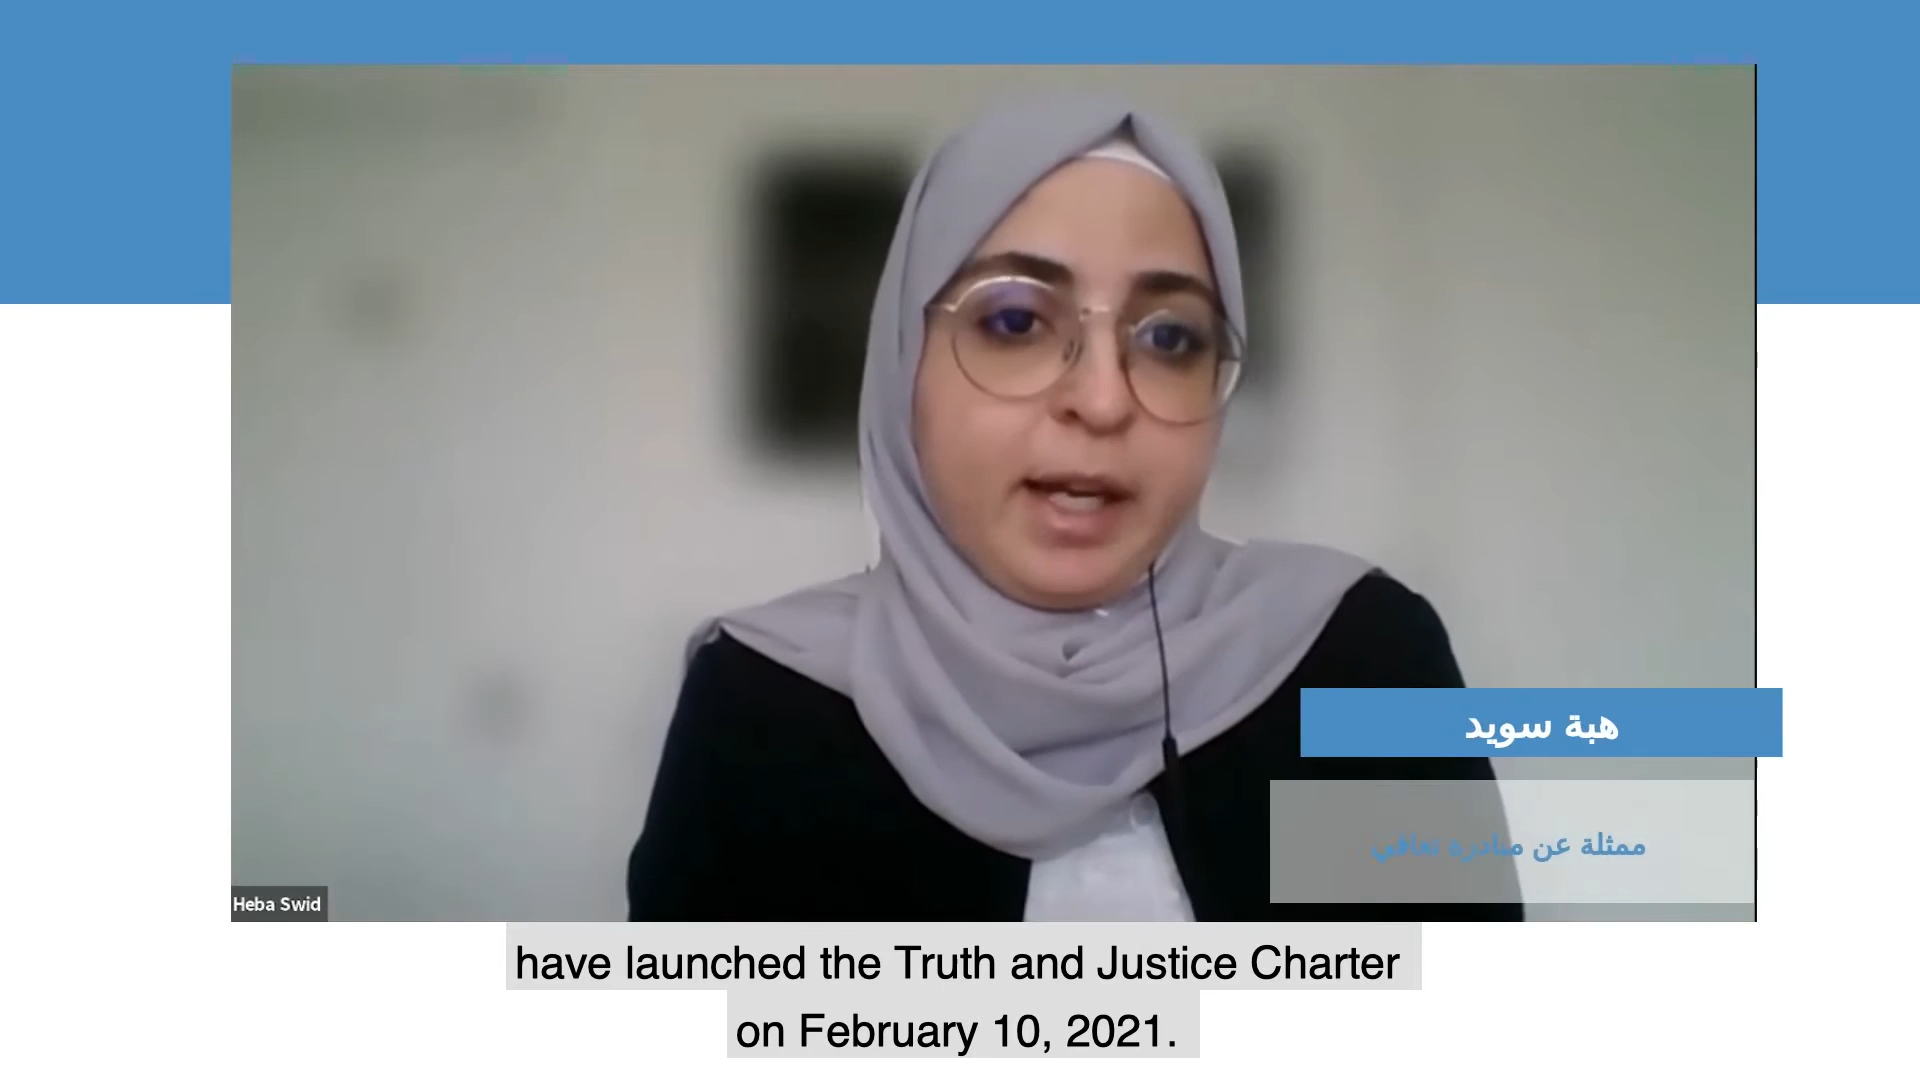 هبة سويد
ممثلة عن مبادرة تعافي
Heba Swid
have launched the Truth and Justice Charter
on February 10, 2021.